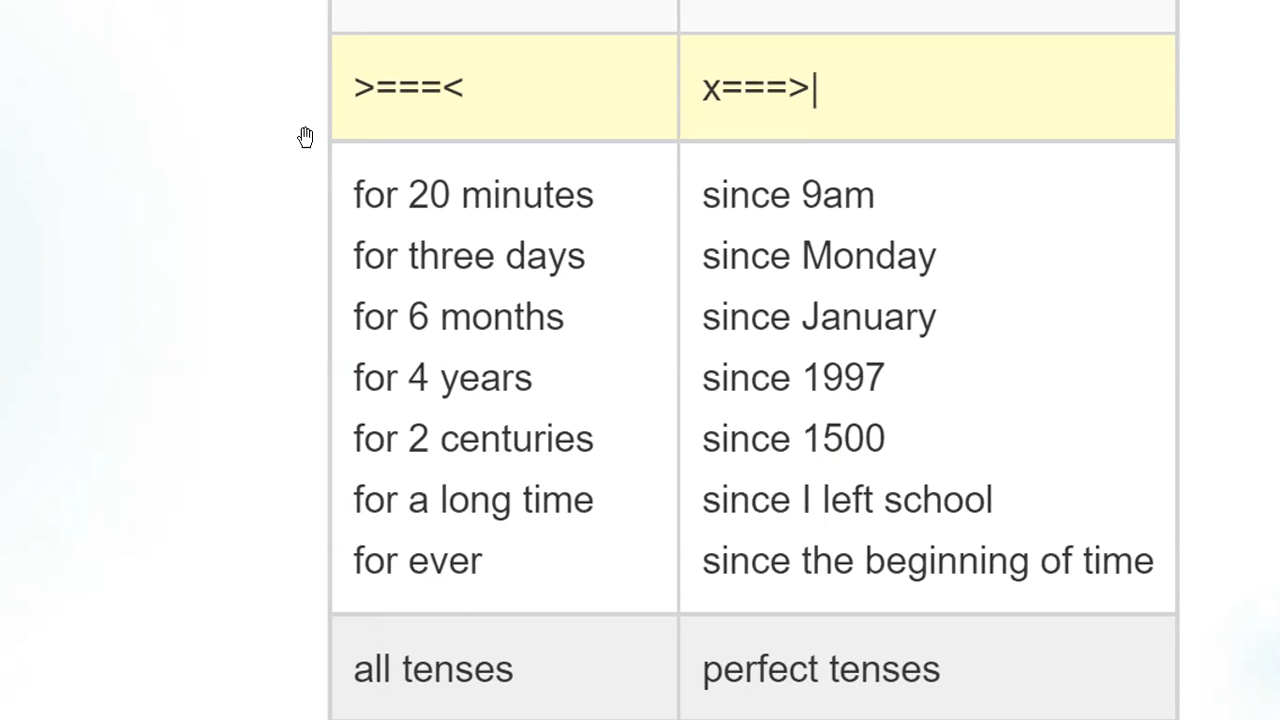 >===< x===>|
for 20 minutes since 9am
for three days since Monday
for 6 months since January
for 4 years since 1997
for 2 centuries since 1500
for a long time since I left school
for ever since the beginning of time
all tenses perfect tenses